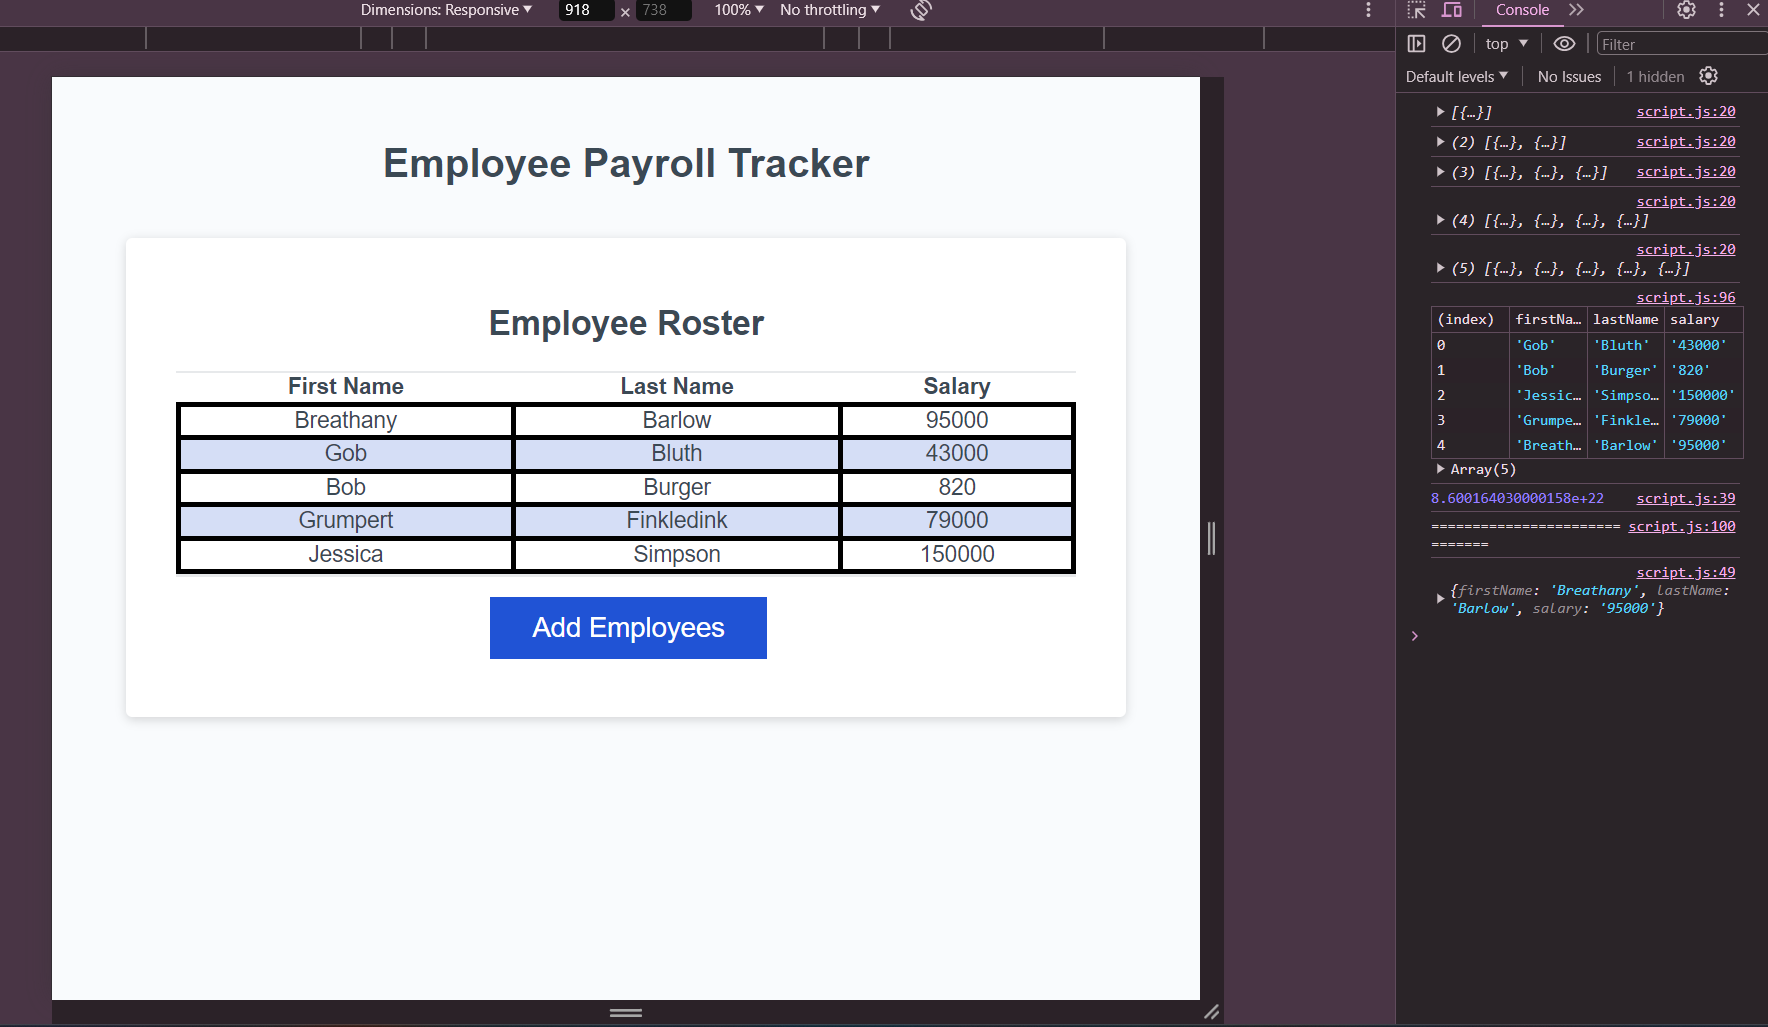 Dimensions: Responsive 918 × 738 100% No throttling
Employee Payroll Tracker
Employee Roster
First Name Last Name Salary
Breathany Barlow 95000
Gob Bluth 43000
Bob Burger 820
Grumpert Finkledink 79000
Jessica Simpson 150000
Add Employees
Console
top Filter
Default levels No Issues 1 hidden
[{…}] script.js:20
(2) [{…}, {…}] script.js:20
(3) [{…}, {…}, {…}] script.js:20
script.js:20
(4) [{…}, {…}, {…}, {…}]
script.js:20
(5) [{…}, {…}, {…}, {…}, {…}]
script.js:96
(index) firstNa… lastName salary
0 'Gob' 'Bluth' '43000'
1 'Bob' 'Burger' '820'
2 'Jessic… 'Simpso… '150000'
3 'Grumpe… 'Finkle… '79000'
4 'Breath… 'Barlow' '95000'
Array(5)
8.600164030000158e+22 script.js:39
======================= script.js:100
=======
script.js:49
{firstName: 'Breathany', lastName:
'Barlow', salary: '95000'}